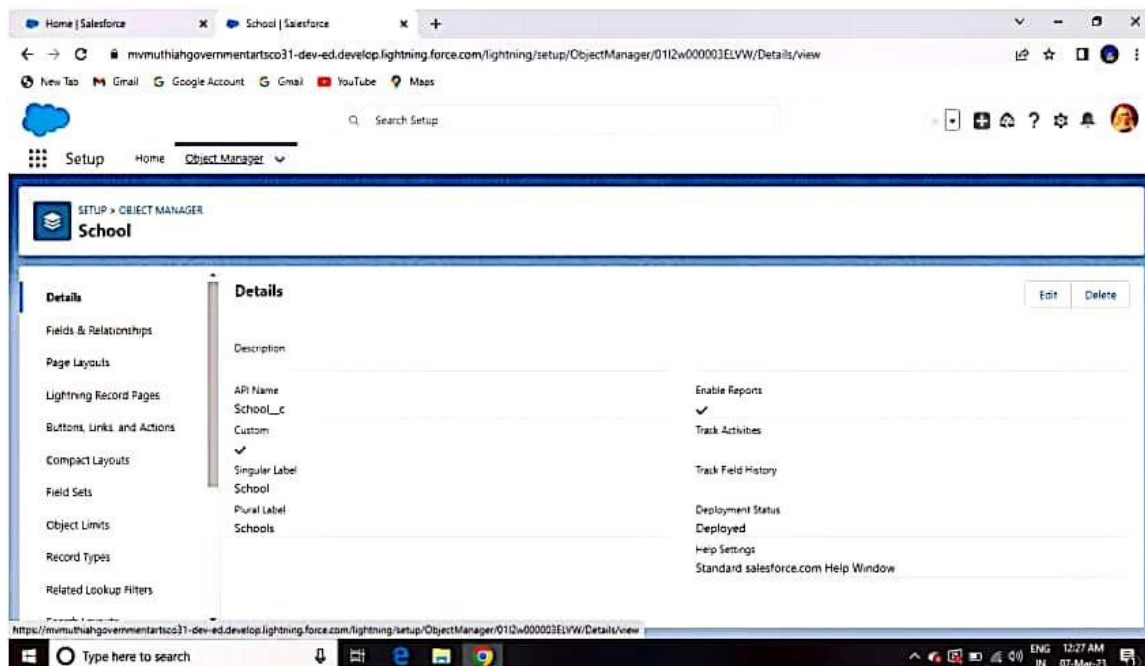 Home | Salesforce
School | Salesforce
mvmuthiahgovernmentartsco31-dev-ed.develop.lightning.force.com/lightning/setup/ObjectManager/01I2w000003ELVW/Details/view
New Tab Gmail Google Account Gmail YouTube Maps
Search Setup
Setup Home Object Manager
SETUP > OBJECT MANAGER
School
Details
Fields & Relationships
Page Layouts
Lightning Record Pages
Buttons, Links, and Actions
Compact Layouts
Field Sets
Object Limits
Record Types
Related Lookup Filters
Details
Edit Delete
Description
API Name
School__c
Custom
Singular Label
School
Plural Label
Schools
Enable Reports
Track Activities
Track Field History
Deployment Status
Deployed
Help Settings
Standard salesforce.com Help Window
https://mvmuthiahgovernmentartsco31-dev-ed.develop.lightning.force.com/lightning/setup/ObjectManager/01I2w000003ELVW/Details/view
Type here to search
ENG 12:27 AM
IN